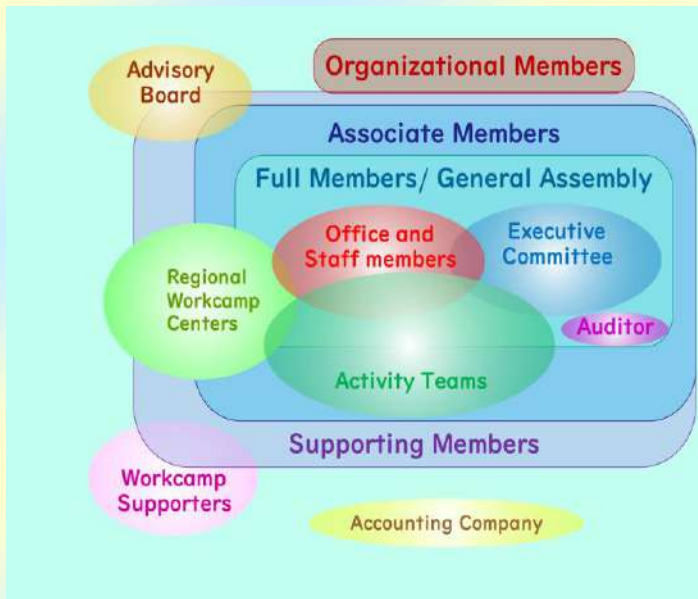 Advisory
Board
Organizational Members
Associate Members
Full Members/ General Assembly
Office and
Staff members
Executive
Committee
Regional
Workcamp
Centers
Auditor
Activity Teams
Supporting Members
Workcamp
Supporters
Accounting Company